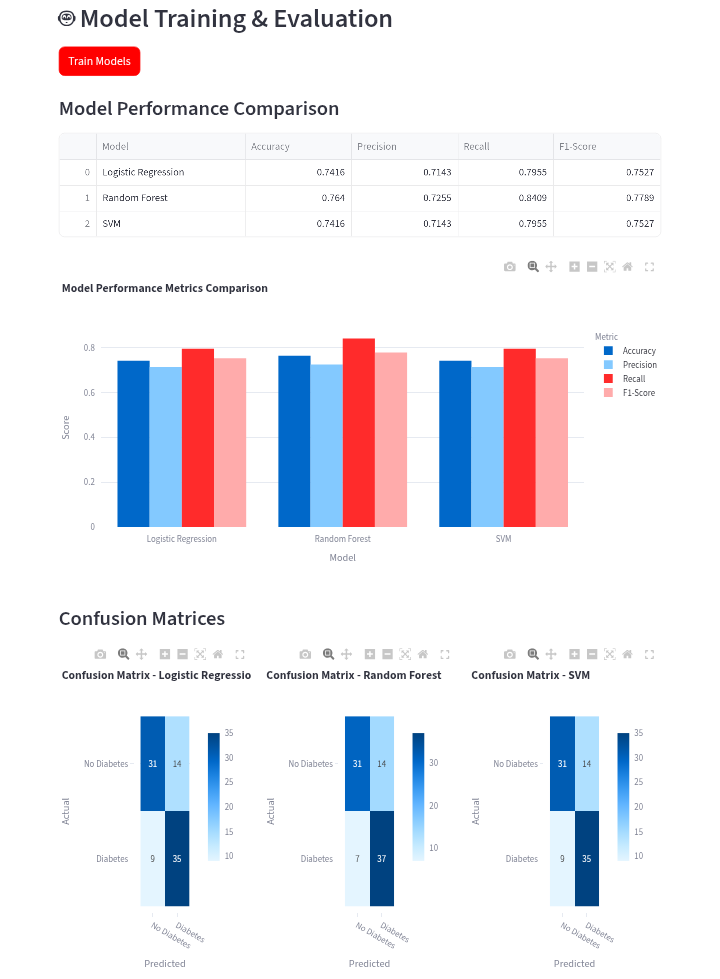 Model Training & Evaluation
Train Models
Model Performance Comparison
Model Accuracy Precision Recall F1-Score
0 Logistic Regression 0.7416 0.7143 0.7955 0.7527
1 Random Forest 0.764 0.7255 0.8409 0.7789
2 SVM 0.7416 0.7143 0.7955 0.7527
Model Performance Metrics Comparison
Metric
Accuracy
Precision
Recall
F1-Score
Score
0.8
0.6
0.4
0.2
0
Logistic Regression Random Forest SVM
Model
Confusion Matrices
Confusion Matrix - Logistic Regressio
Actual
No Diabetes 31 14
Diabetes 9 35
35
30
25
20
15
10
No Diabetes
Diabetes
Predicted
Confusion Matrix - Random Forest
Actual
No Diabetes 31 14
Diabetes 7 37
30
20
10
No Diabetes
Diabetes
Predicted
Confusion Matrix - SVM
Actual
No Diabetes 31 14
Diabetes 9 35
35
30
25
20
15
10
No Diabetes
Diabetes
Predicted